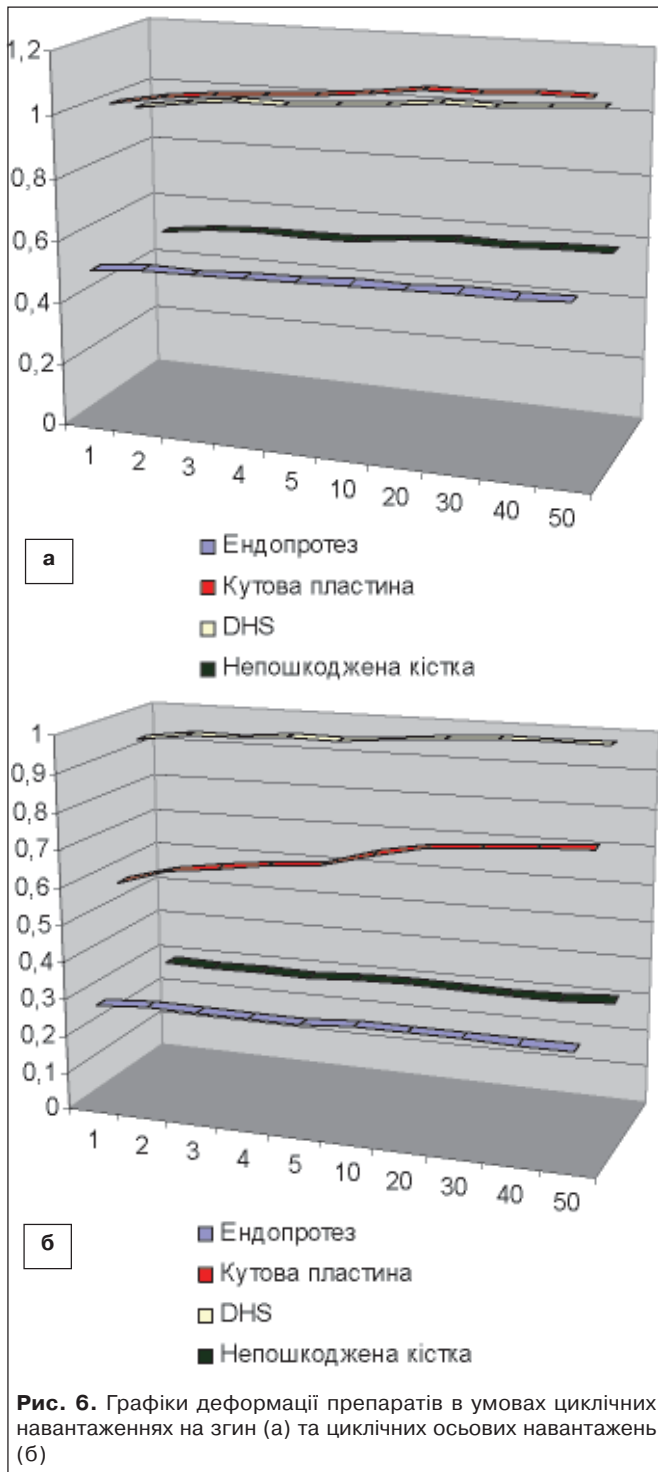 1,2
1
0,8
0,6
0,4
0,2
0
1 2 3 4 5 10 20 30 40 50
а
Ендопротез
Кутова пластина
DHS
Непошкоджена кістка
1
0,9
0,8
0,7
0,6
0,5
0,4
0,3
0,2
0,1
0
1 2 3 4 5 10 20 30 40 50
б
Ендопротез
Кутова пластина
DHS
Непошкоджена кістка
Рис. 6. Графіки деформації препаратів в умовах циклічних
навантаженнях на згин (а) та циклічних осьових навантажень
(б)